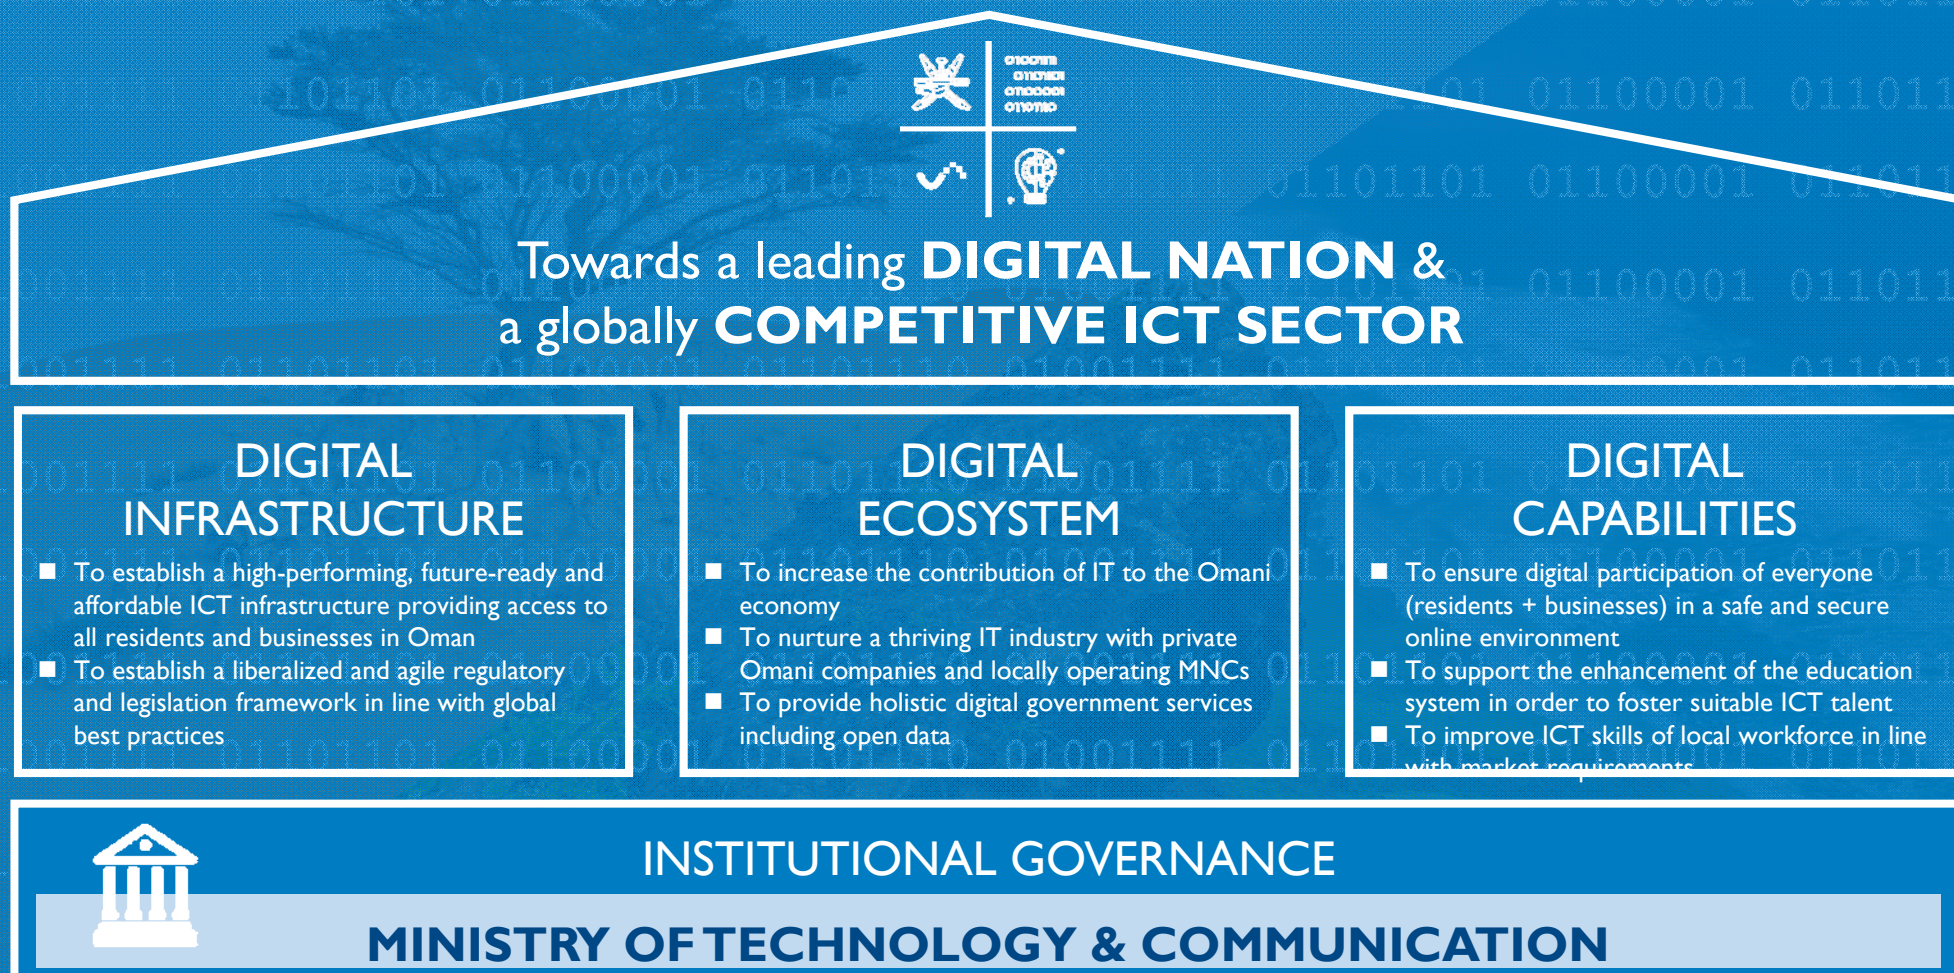 Towards a leading DIGITAL NATION &
a globally COMPETITIVE ICT SECTOR
DIGITAL
INFRASTRUCTURE
■ To establish a high-performing, future-ready and
affordable ICT infrastructure providing access to
all residents and businesses in Oman
■ To establish a liberalized and agile regulatory
and legislation framework in line with global
best practices
DIGITAL
ECOSYSTEM
■ To increase the contribution of IT to the Omani
economy
■ To nurture a thriving IT industry with private
Omani companies and locally operating MNCs
■ To provide holistic digital government services
including open data
DIGITAL
CAPABILITIES
■ To ensure digital participation of everyone
(residents + businesses) in a safe and secure
online environment
■ To support the enhancement of the education
system in order to foster suitable ICT talent
■ To improve ICT skills of local workforce in line
with market requirements
INSTITUTIONAL GOVERNANCE
MINISTRY OF TECHNOLOGY & COMMUNICATION